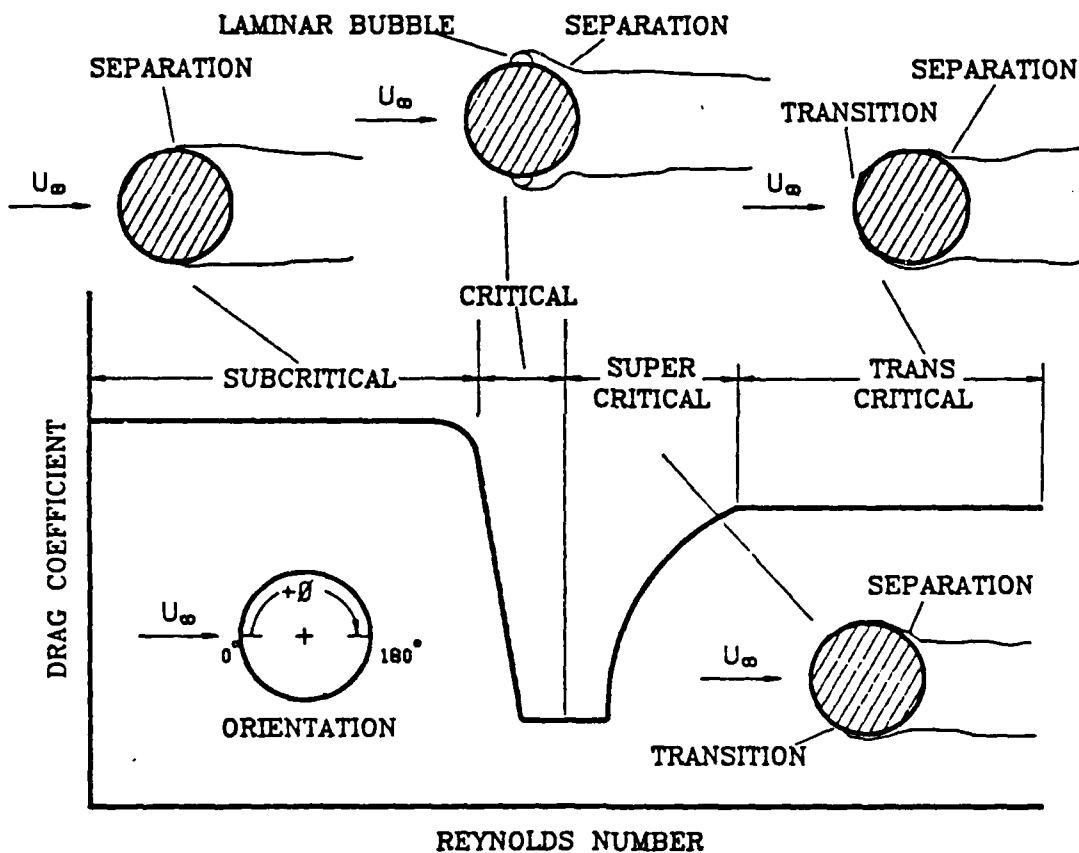 LAMINAR BUBBLE
SEPARATION
SEPARATION
SEPARATION
U∞
TRANSITION
U∞
U∞
CRITICAL
SUBCRITICAL
SUPER
CRITICAL
TRANS
CRITICAL
DRAG COEFFICIENT
+Ø
U∞
0°
180°
ORIENTATION
SEPARATION
U∞
TRANSITION
REYNOLDS NUMBER